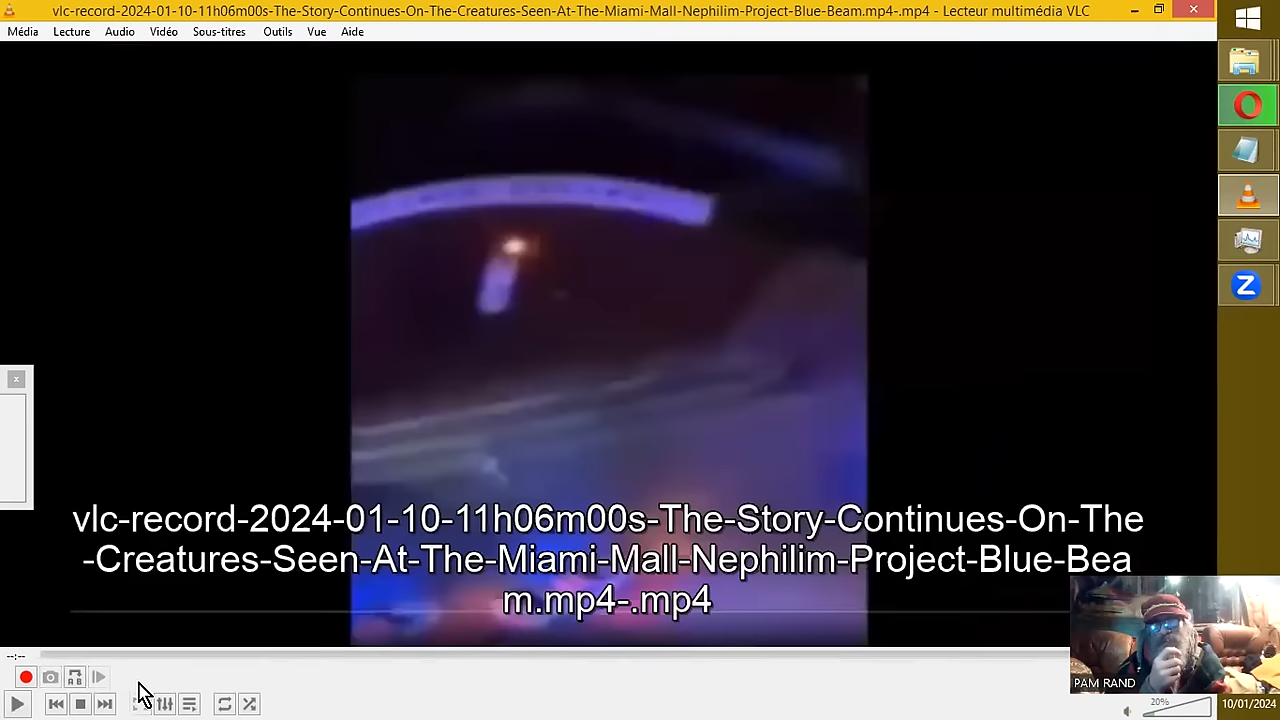 vlc-record-2024-01-10-11h06m00s-The-Story-Continues-On-The-Creatures-Seen-At-The-Miami-Mall-Nephilim-Project-Blue-Beam.mp4-.mp4 - Lecteur multimédia VLC
Média Lecture Audio Vidéo Sous-titres Outils Vue Aide
vlc-record-2024-01-10-11h06m00s-The-Story-Continues-On-The
-Creatures-Seen-At-The-Miami-Mall-Nephilim-Project-Blue-Bea
m.mp4-.mp4
--:--
A B
PAM RAND
20%
10/01/2024
Z